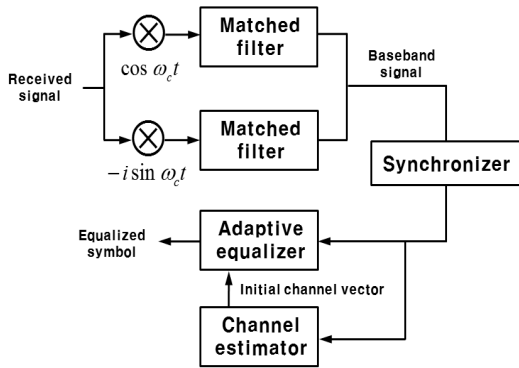 Matched
filter
cos ω_c t
Received
signal
Baseband
signal
Matched
filter
−i sin ω_c t
Synchronizer
Adaptive
equalizer
Equalized
symbol
Initial channel vector
Channel
estimator